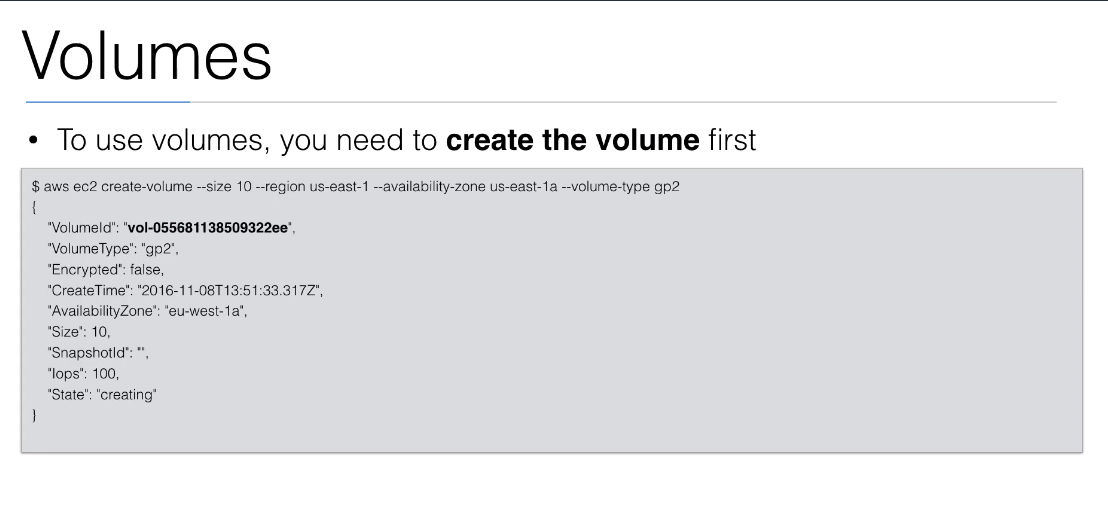 Volumes
• To use volumes, you need to create the volume first
$ aws ec2 create-volume --size 10 --region us-east-1 --availability-zone us-east-1a --volume-type gp2
{
"VolumeId": "vol-055681138509322ee",
"VolumeType": "gp2",
"Encrypted": false,
"CreateTime": "2016-11-08T13:51:33.317Z",
"AvailabilityZone": "eu-west-1a",
"Size": 10,
"SnapshotId": "",
"Iops": 100,
"State": "creating"
}